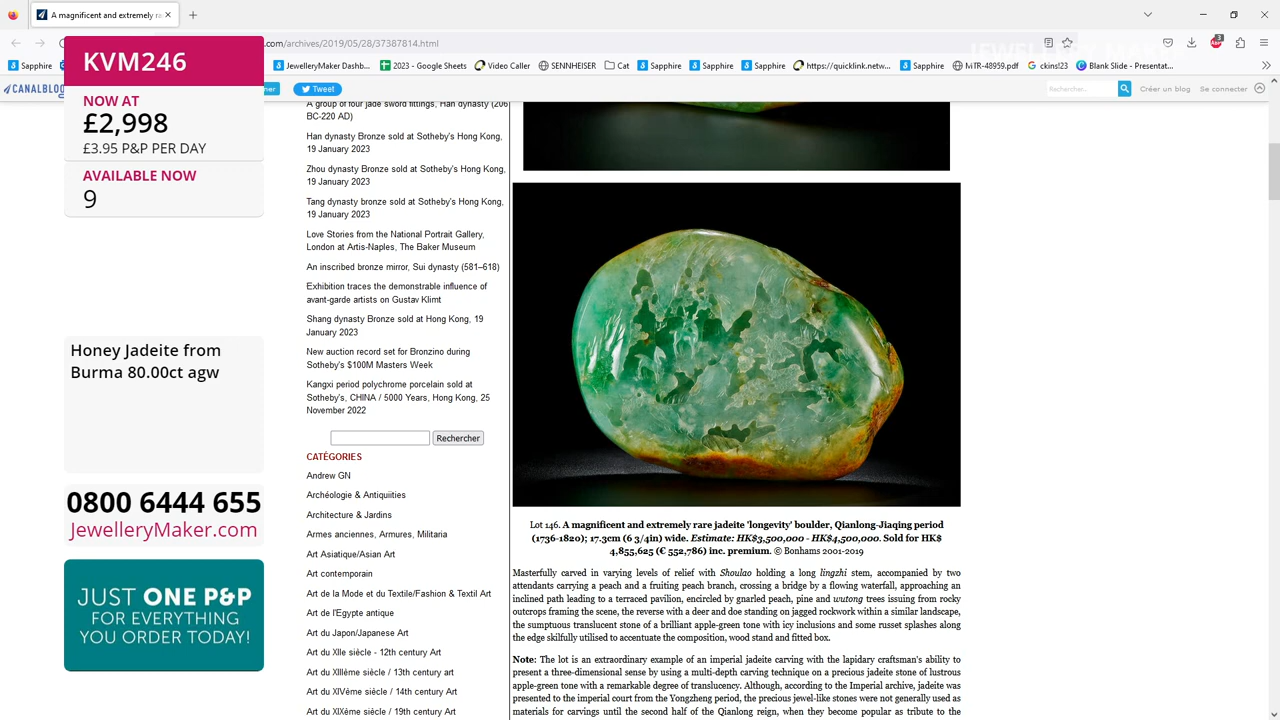 A magnificent and extremely ra
.com/archives/2019/05/28/37387814.html
JEWELLERY MAKER
Sapphire
JewelleryMaker Dashb...
2023 - Google Sheets
Video Caller
SENNHEISER
Cat
Sapphire
Sapphire
Sapphire
https://quicklink.netw...
Sapphire
MTR-48959.pdf
ckins!23
Blank Slide - Presentat...
3
CANALBLOG
ner
Tweet
Rechercher...
Créer un blog
Se connecter
KVM246
NOW AT
£2,998
£3.95 P&P PER DAY
AVAILABLE NOW
9
Honey Jadeite from
Burma 80.00ct agw
0800 6444 655
JewelleryMaker.com
JUST ONE P&P
FOR EVERYTHING
YOU ORDER TODAY!
A group of four jade sword fittings, Han dynasty (206
BC-220 AD)
Han dynasty Bronze sold at Sotheby's Hong Kong,
19 January 2023
Zhou dynasty Bronze sold at Sotheby's Hong Kong,
19 January 2023
Tang dynasty bronze sold at Sotheby's Hong Kong,
19 January 2023
Love Stories from the National Portrait Gallery,
London at Artis-Naples, The Baker Museum
An inscribed bronze mirror, Sui dynasty (581–618)
Exhibition traces the demonstrable influence of
avant-garde artists on Gustav Klimt
Shang dynasty Bronze sold at Hong Kong, 19
January 2023
New auction record set for Bronzino during
Sotheby's $100M Masters Week
Kangxi period polychrome porcelain sold at
Sotheby's, CHINA / 5000 Years, Hong Kong, 25
November 2022
Rechercher
CATÉGORIES
Andrew GN
Archéologie & Antiquiities
Architecture & Jardins
Armes anciennes, Armures, Militaria
Art Asiatique/Asian Art
Art contemporain
Art de la Mode et du Textile/Fashion & Textil Art
Art de l'Egypte antique
Art du Japon/Japanese Art
Art du XIIe siècle - 12th century Art
Art du XIIIème siècle / 13th century art
Art du XIVème siècle / 14th century Art
Art du XIXème siècle / 19th century Art
Lot 146. A magnificent and extremely rare jadeite 'longevity' boulder, Qianlong-Jiaqing period
(1736-1820); 17.3cm (6 3/4in) wide. Estimate: HK$3,500,000 - HK$4,500,000. Sold for HK$
4,855,625 (€ 552,786) inc. premium. © Bonhams 2001-2019
Masterfully carved in varying levels of relief with Shoulao holding a long lingzhi stem, accompanied by two
attendants carrying a peach and a fruiting peach branch, crossing a bridge by a flowing waterfall, approaching an
inclined path leading to a terraced pavilion, encircled by gnarled peach, pine and wutong trees issuing from rocky
outcrops framing the scene, the reverse with a deer and doe standing on jagged rockwork within a similar landscape,
the sumptuous translucent stone of a brilliant apple-green tone with icy inclusions and some russet splashes along
the edge skilfully utilised to accentuate the composition, wood stand and fitted box.
Note: The lot is an extraordinary example of an imperial jadeite carving with the lapidary craftsman's ability to
present a three-dimensional sense by using a multi-depth carving technique on a precious jadeite stone of lustrous
apple-green tone with a remarkable degree of translucency. Although, according to the Imperial archive, jadeite was
presented to the imperial court from the Yongzheng period, the precious jewel-like stones were not generally used as
materials for carvings until the second half of the Qianlong reign, when they become popular as tribute to the